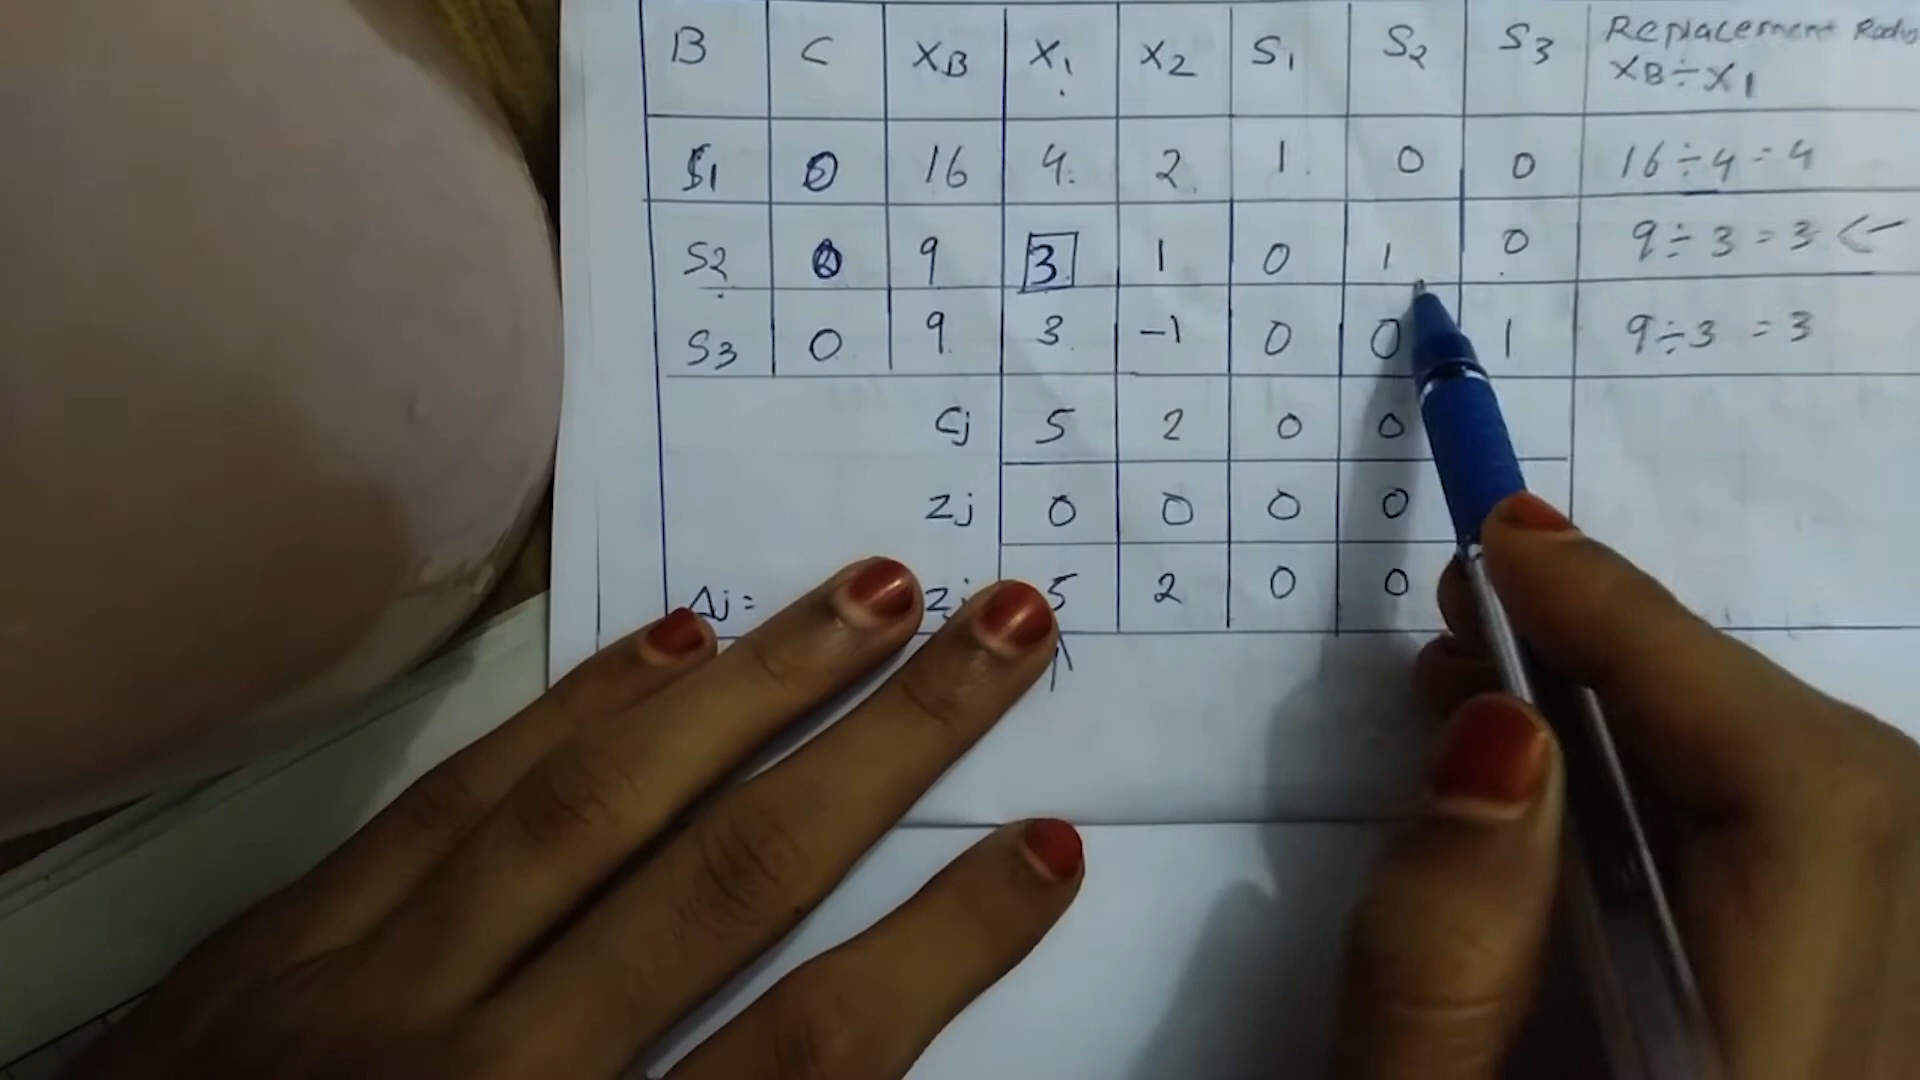 B C XB X1 X2 S1 S2 S3 Replacement Radio
XB÷X1
S1 0 16 4 2 1 0 0 16÷4=4
S2 0 9 3 1 0 1 0 9÷3=3 ←
S3 0 9 3 -1 0 0 1 9÷3=3
Cj 5 2 0 0
Zj 0 0 0 0
Δj= Zj 5 2 0 0
↑